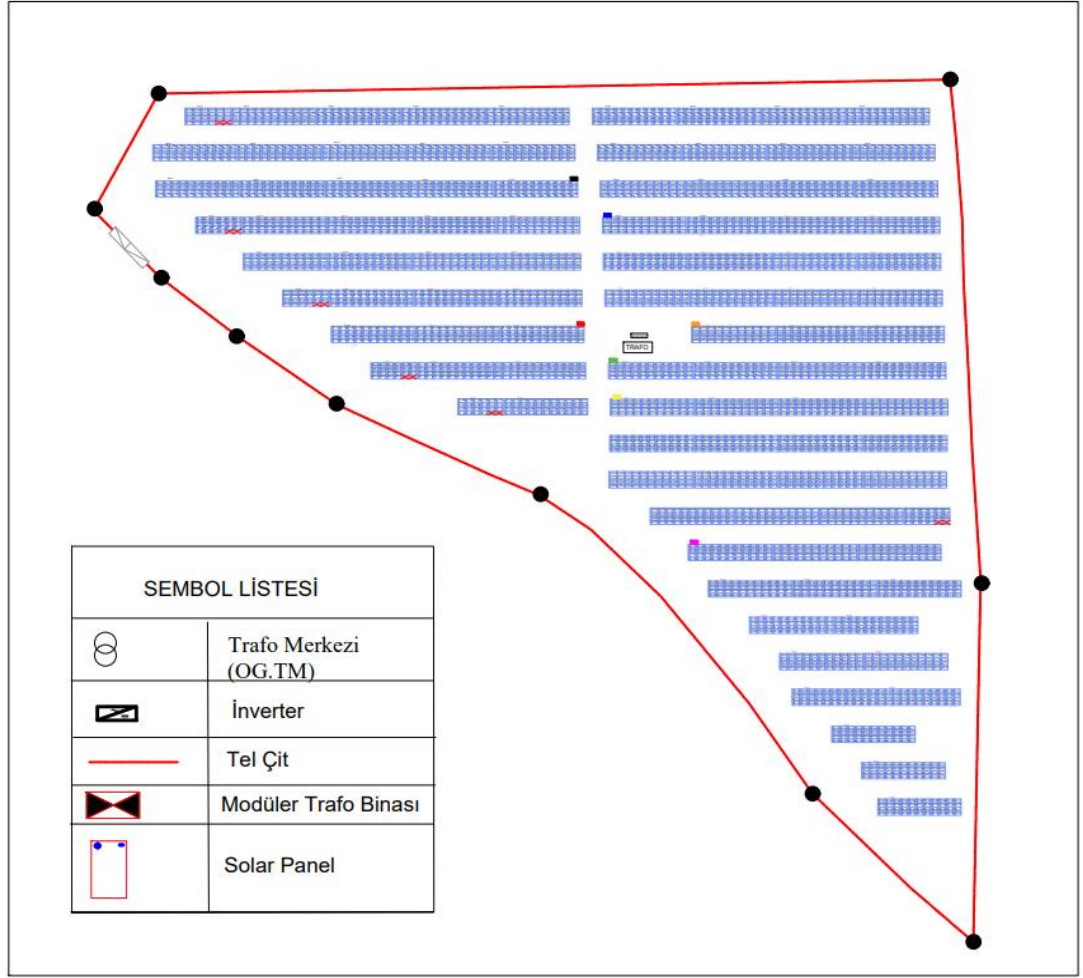 TRAFO
SEMBOL LİSTESİ
Trafo Merkezi
(OG.TM)
İnverter
Tel Çit
Modüler Trafo Binası
Solar Panel